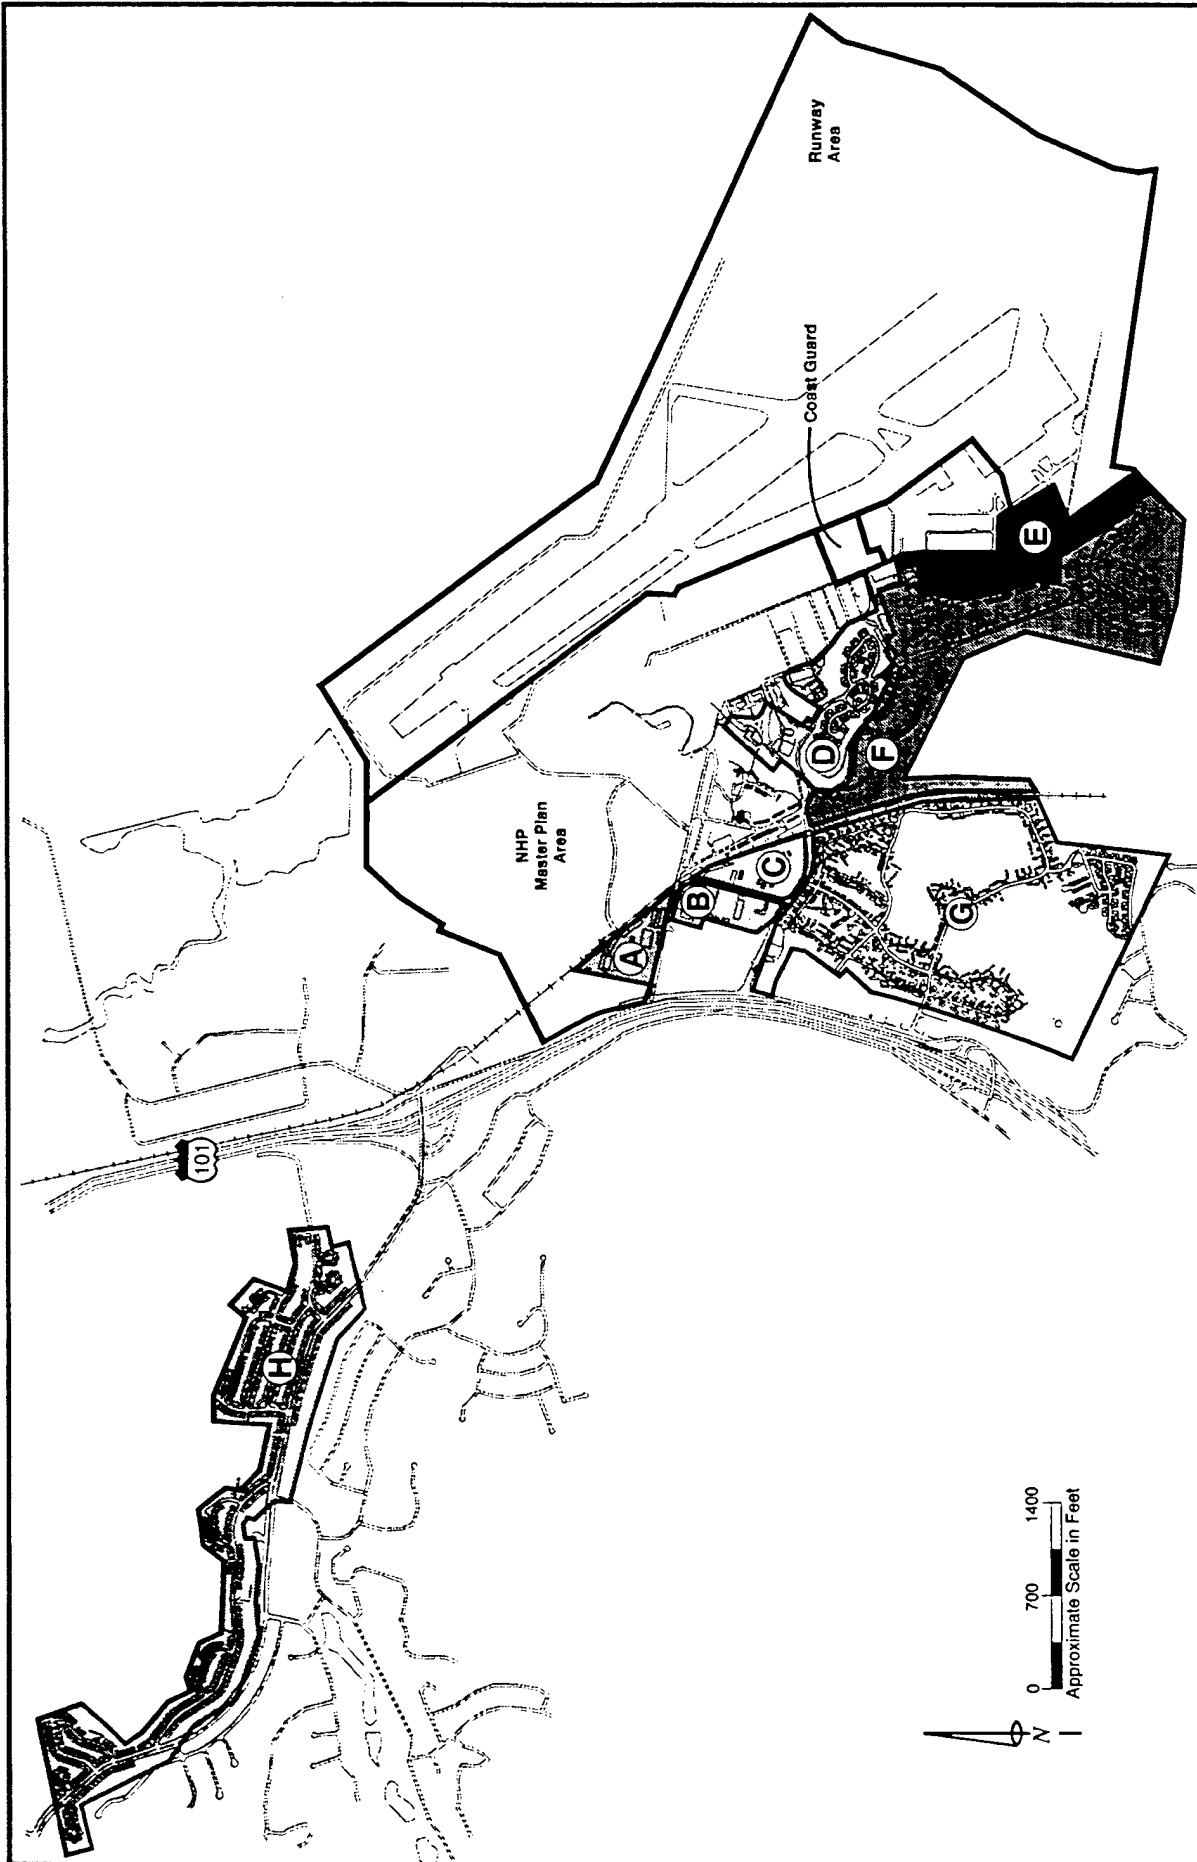 Runway
Area
Coast Guard
NHP
Master Plan
Area
A
B
C
D
E
F
G
H
101
0 700 1400
Approximate Scale in Feet
N